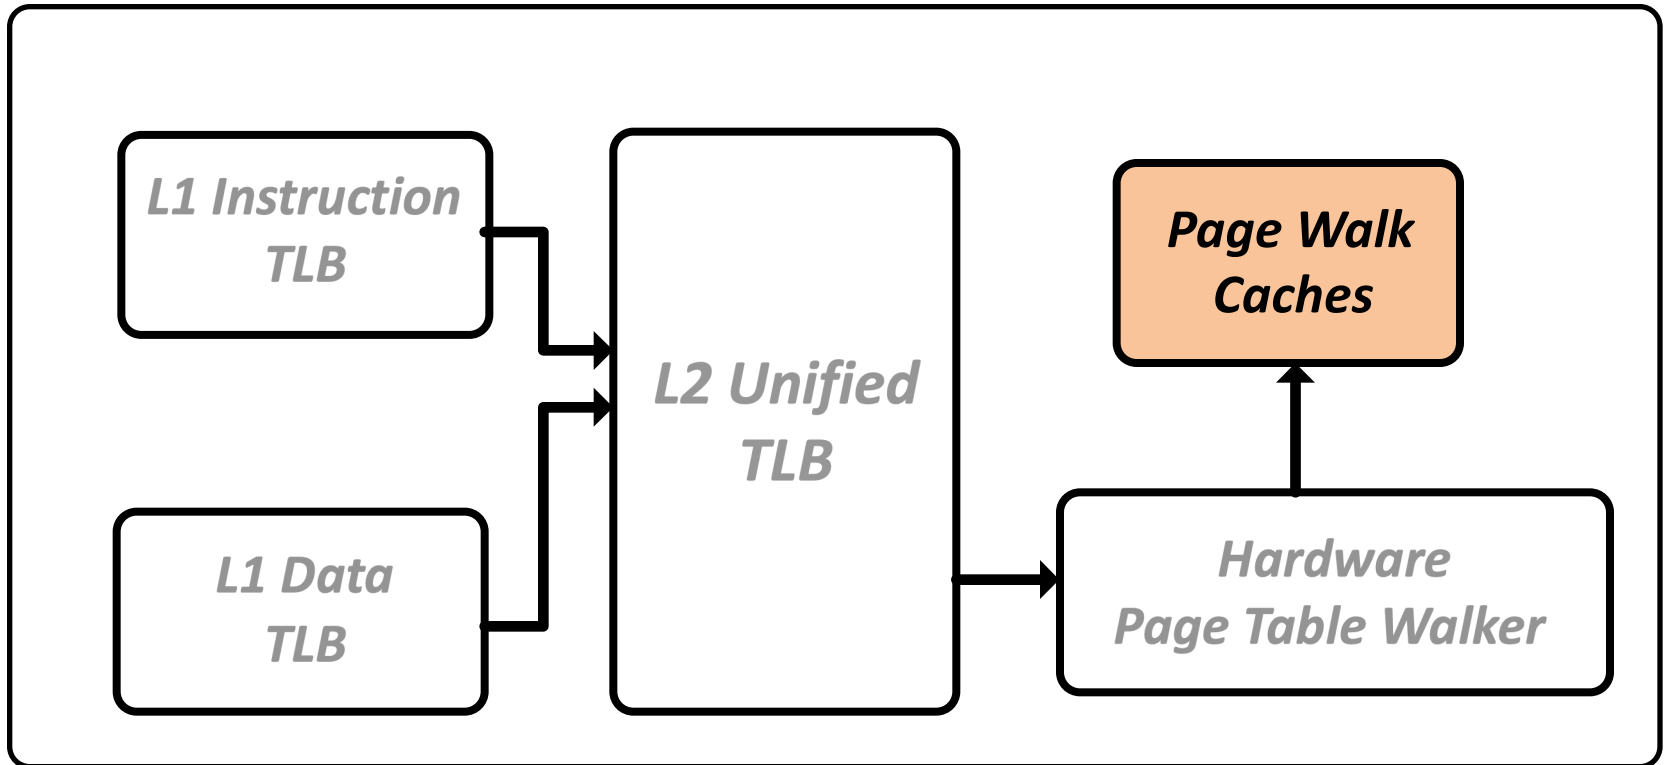 L1 Instruction
TLB
L1 Data
TLB
L2 Unified
TLB
Page Walk
Caches
Hardware
Page Table Walker